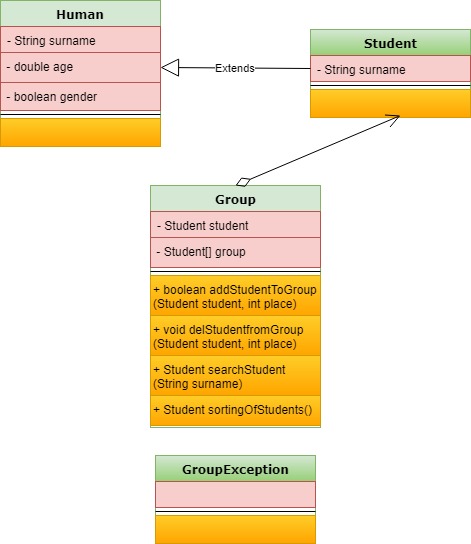 Human
- String surname
- double age
- boolean gender
Extends
Student
- String surname
Group
- Student student
- Student[] group
+ boolean addStudentToGroup
(Student student, int place)
+ void delStudentfromGroup
(Student student, int place)
+ Student searchStudent
(String surname)
+ Student sortingOfStudents()
GroupException